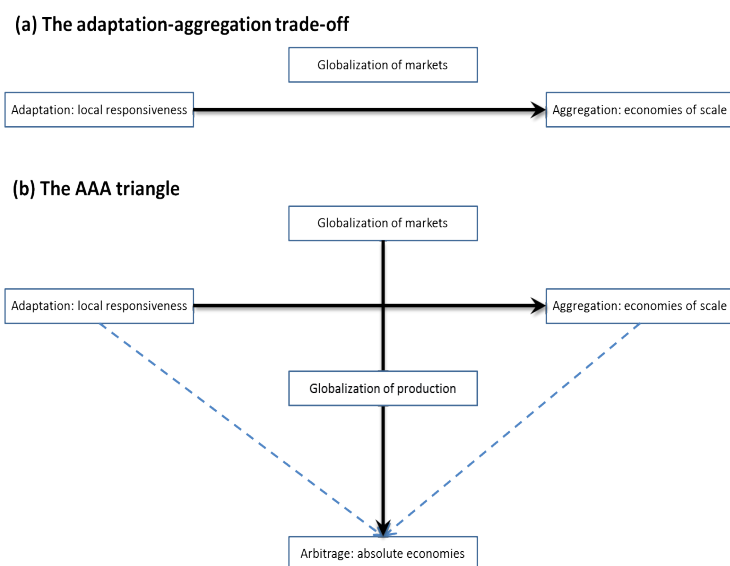 (a) The adaptation-aggregation trade-off
Globalization of markets
Adaptation: local responsiveness
Aggregation: economies of scale
(b) The AAA triangle
Globalization of markets
Adaptation: local responsiveness
Aggregation: economies of scale
Globalization of production
Arbitrage: absolute economies